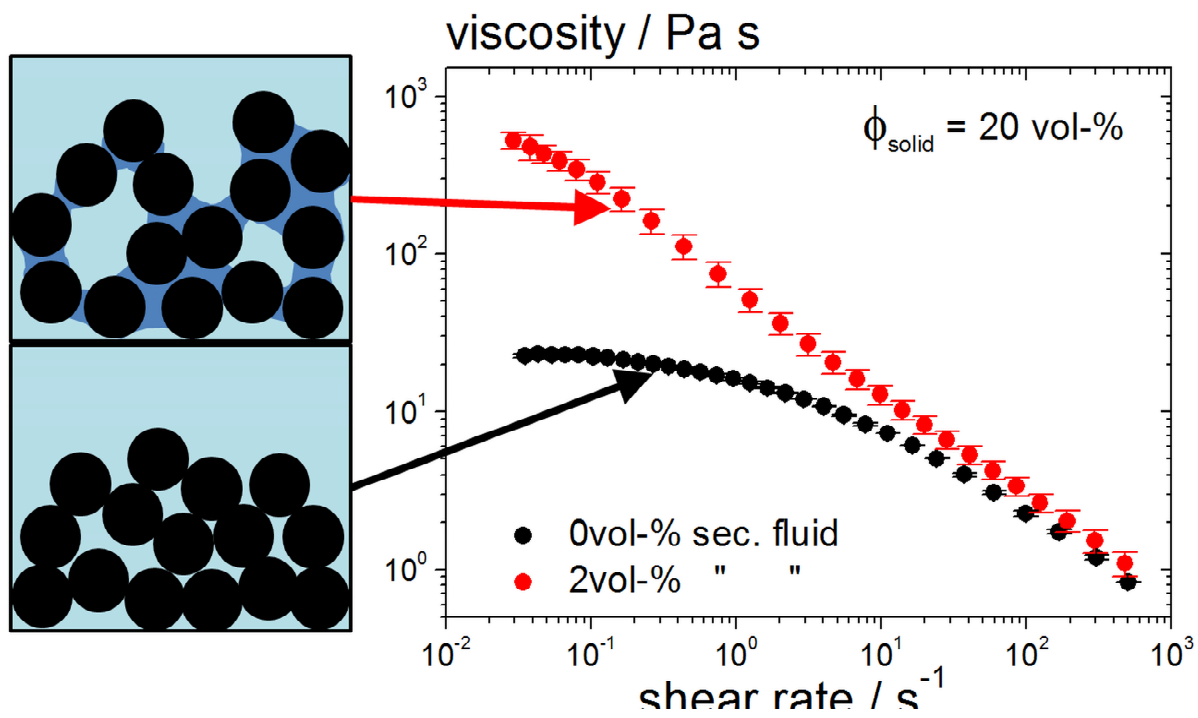 viscosity / Pa s
ϕsolid = 20 vol-%
10³
10²
10¹
10⁰
0vol-% sec. fluid
2vol-% " "
10⁻² 10⁻¹ 10⁰ 10¹ 10² 10³
shear rate / s⁻¹